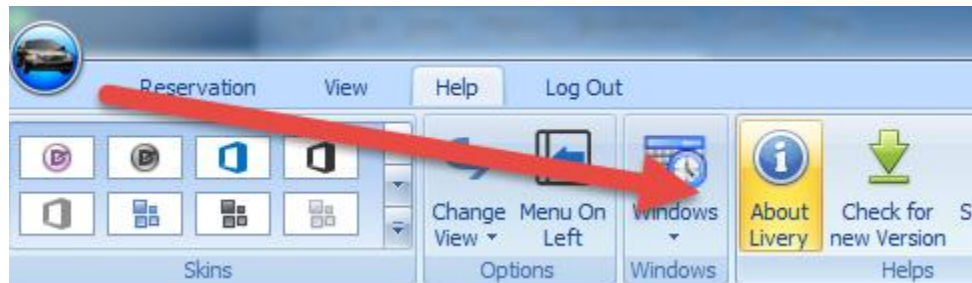 Reservation View Help Log Out
Change Menu On Windows About Check for
View Left Livery new Version
Skins Options Windows Helps